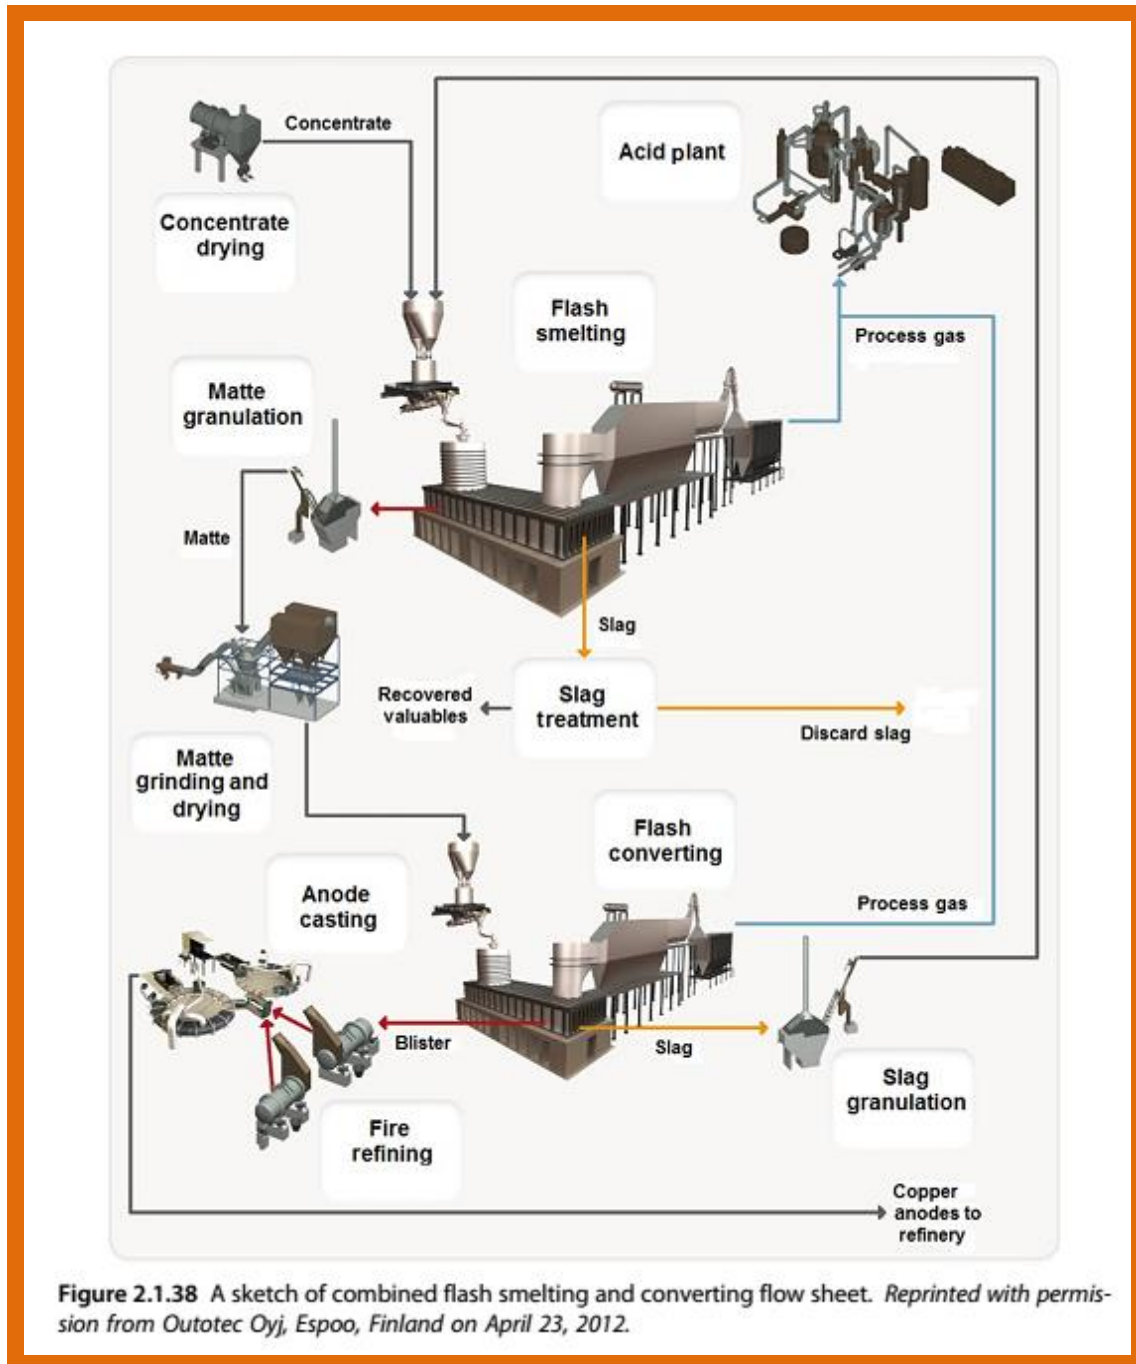 Concentrate
Acid plant
Concentrate
drying
Flash
smelting
Process gas
Matte
granulation
Matte
Slag
Recovered
valuables
Slag
treatment
Discard slag
Matte
grinding and
drying
Flash
converting
Anode
casting
Process gas
Blister
Slag
Slag
granulation
Fire
refining
Copper
anodes to
refinery
Figure 2.1.38 A sketch of combined flash smelting and converting flow sheet. Reprinted with permis-
sion from Outotec Oyj, Espoo, Finland on April 23, 2012.